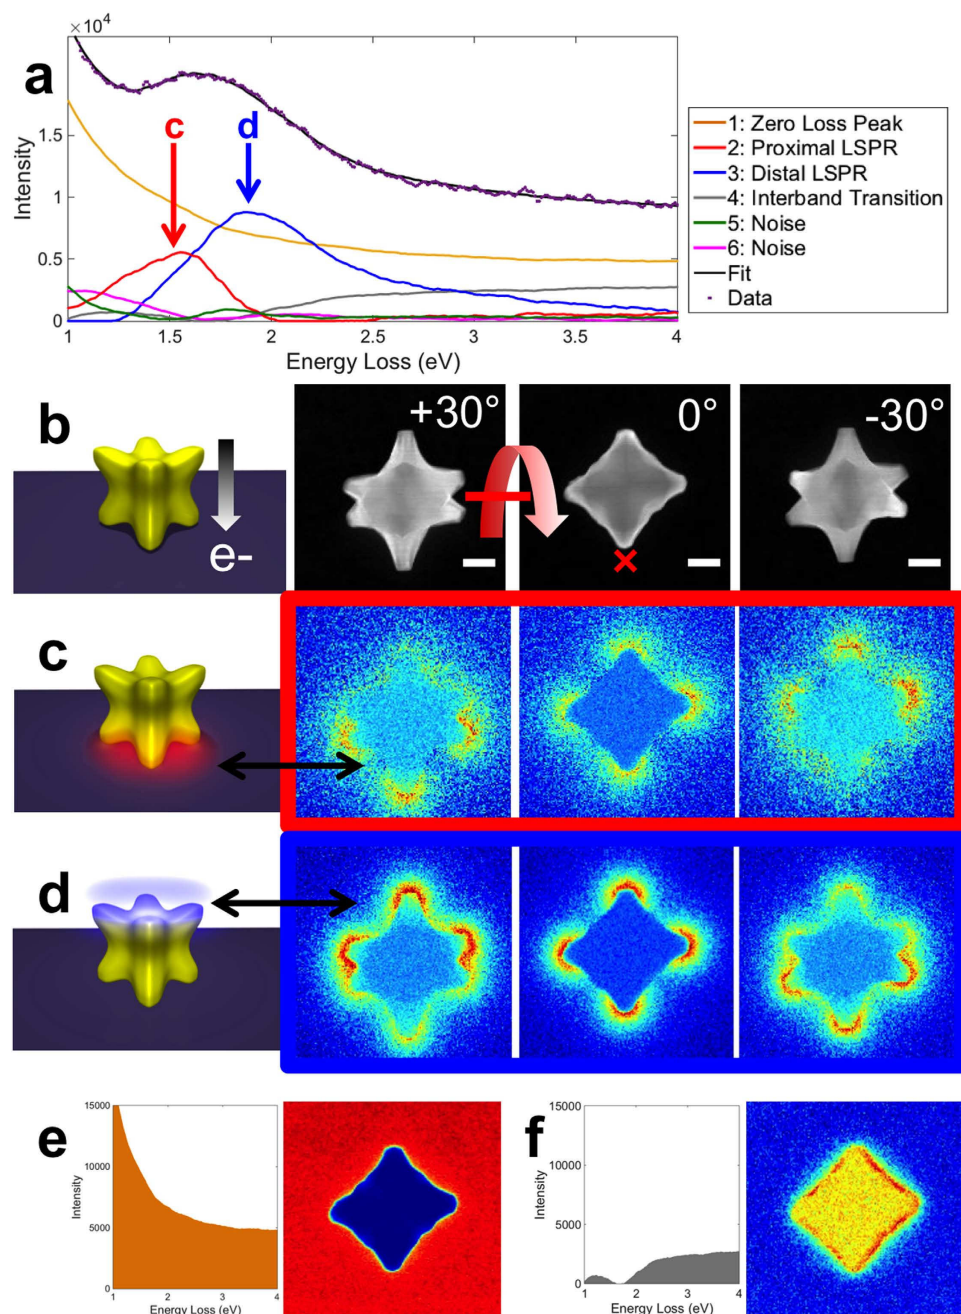 a
×10⁴
1.5
1
0.5
0
Intensity
c
d
1
1.5
2
2.5
3
3.5
4
Energy Loss (eV)
1: Zero Loss Peak
2: Proximal LSPR
3: Distal LSPR
4: Interband Transition
5: Noise
6: Noise
Fit
Data
b
e-
+30°
0°
-30°
c
d
e
15000
10000
5000
0
Intensity
1
2
3
4
Energy Loss (eV)
f
15000
10000
5000
0
Intensity
1
2
3
4
Energy Loss (eV)